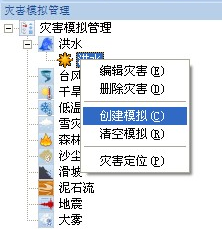 灾害模拟管理
灾害模拟管理
洪水
洪水
台风
干旱
低温
雪灾
森林
沙尘
滑坡
泥石流
地震
大雾
编辑灾害(E)
删除灾害(D)
创建模拟(C)
清空模拟(R)
灾害定位(P)